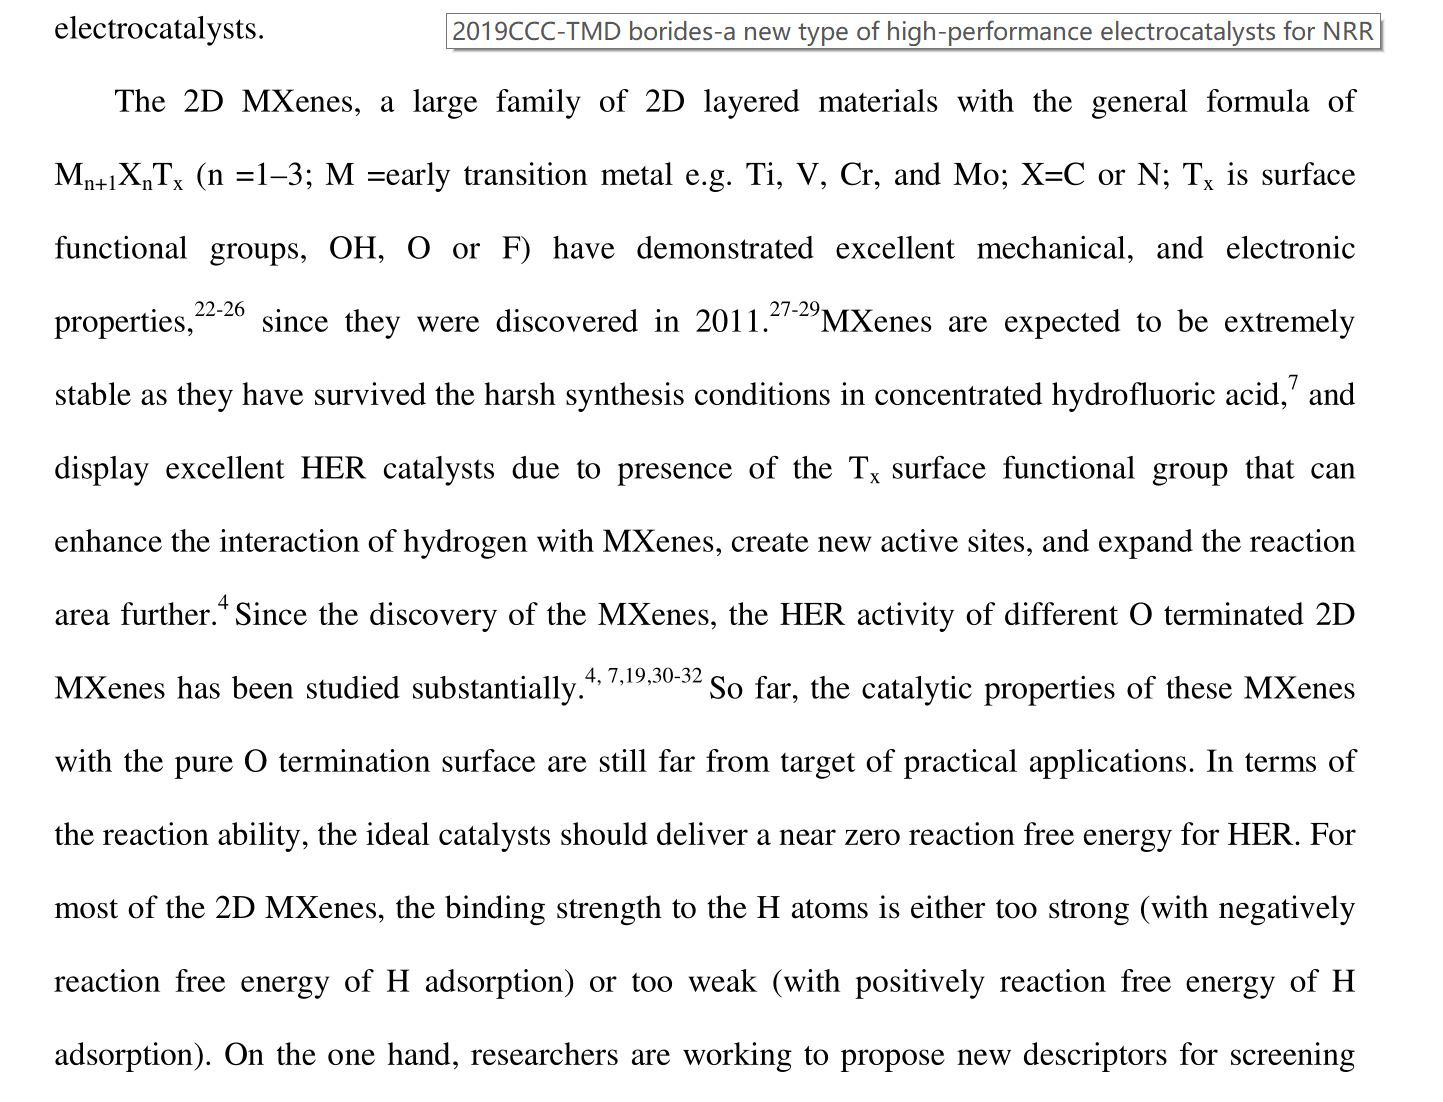 electrocatalysts.
2019CCC-TMD borides-a new type of high-performance electrocatalysts for NRR
The 2D MXenes, a large family of 2D layered materials with the general formula of
Mn+1XnTx (n =1–3; M =early transition metal e.g. Ti, V, Cr, and Mo; X=C or N; Tx is surface
functional groups, OH, O or F) have demonstrated excellent mechanical, and electronic
properties,22-26 since they were discovered in 2011.27-29MXenes are expected to be extremely
stable as they have survived the harsh synthesis conditions in concentrated hydrofluoric acid,7 and
display excellent HER catalysts due to presence of the Tx surface functional group that can
enhance the interaction of hydrogen with MXenes, create new active sites, and expand the reaction
area further.4 Since the discovery of the MXenes, the HER activity of different O terminated 2D
MXenes has been studied substantially.4, 7,19,30-32 So far, the catalytic properties of these MXenes
with the pure O termination surface are still far from target of practical applications. In terms of
the reaction ability, the ideal catalysts should deliver a near zero reaction free energy for HER. For
most of the 2D MXenes, the binding strength to the H atoms is either too strong (with negatively
reaction free energy of H adsorption) or too weak (with positively reaction free energy of H
adsorption). On the one hand, researchers are working to propose new descriptors for screening